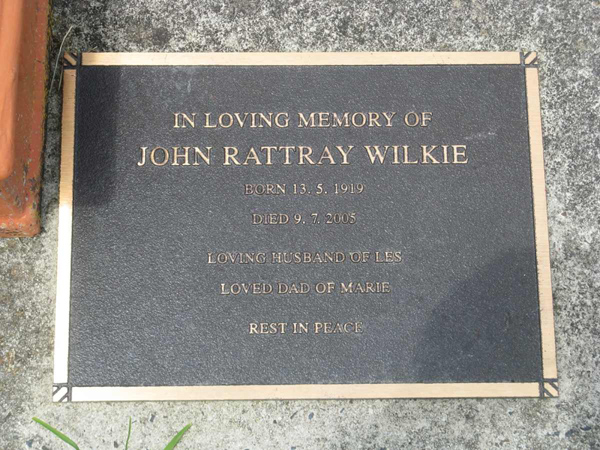 IN LOVING MEMORY OF
JOHN RATTRAY WILKIE
BORN 13. 5. 1919
DIED 9. 7. 2005
LOVING HUSBAND OF LES
LOVED DAD OF MARIE
REST IN PEACE